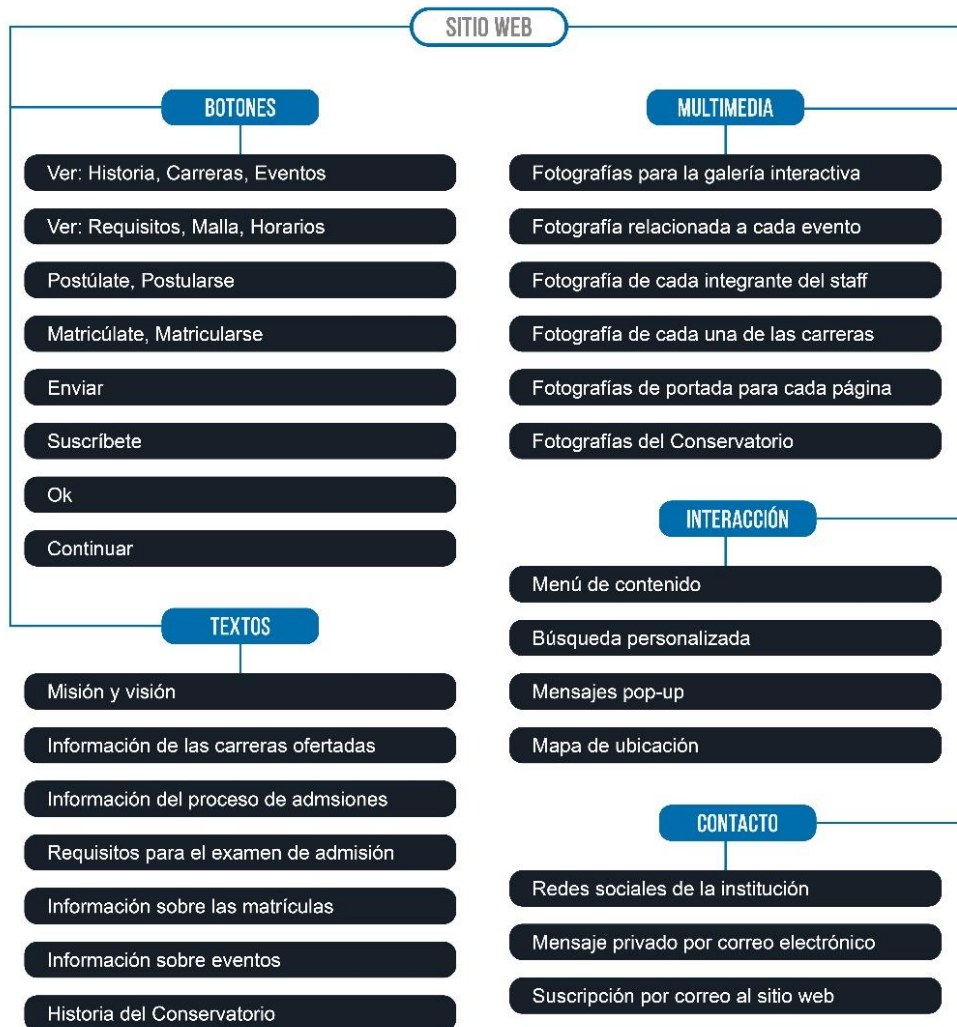 SITIO WEB
BOTONES
Ver: Historia, Carreras, Eventos
Ver: Requisitos, Malla, Horarios
Postúlate, Postularse
Matricúlate, Matricularse
Enviar
Suscríbete
Ok
Continuar
TEXTOS
Misión y visión
Información de las carreras ofertadas
Información del proceso de admsiones
Requisitos para el examen de admisión
Información sobre las matrículas
Información sobre eventos
Historia del Conservatorio
MULTIMEDIA
Fotografías para la galería interactiva
Fotografía relacionada a cada evento
Fotografía de cada integrante del staff
Fotografía de cada una de las carreras
Fotografías de portada para cada página
Fotografías del Conservatorio
INTERACCIÓN
Menú de contenido
Búsqueda personalizada
Mensajes pop-up
Mapa de ubicación
CONTACTO
Redes sociales de la institución
Mensaje privado por correo electrónico
Suscripción por correo al sitio web